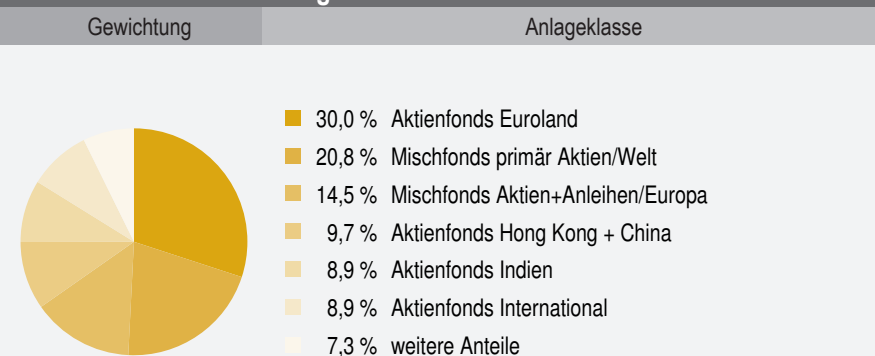 Gewichtung Anlageklasse
30,0 % Aktienfonds Euroland
20,8 % Mischfonds primär Aktien/Welt
14,5 % Mischfonds Aktien+Anleihen/Europa
9,7 % Aktienfonds Hong Kong + China
8,9 % Aktienfonds Indien
8,9 % Aktienfonds International
7,3 % weitere Anteile